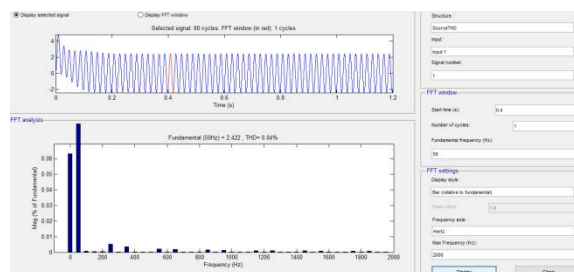 Display selected signal
Display FFT window
Selected signal: 60 cycles. FFT window (in red): 1 cycles
4
2
0
-2
0
0.2
0.4
0.6
0.8
1
1.2
Time (s)
FFT analysis
Fundamental (50Hz) = 2.422 , THD= 0.04%
Mag (% of Fundamental)
0.06
0.05
0.04
0.03
0.02
0.01
0
0
200
400
600
800
1000
1200
1400
1600
1800
2000
Frequency (Hz)
Structure :
SourceTHD
Input :
input 1
Signal number:
1
FFT window
Start time (s):
0.4
Number of cycles:
1
Fundamental frequency (Hz):
50
FFT settings
Display style :
Bar (relative to fundamental)
1.0
Frequency axis:
Hertz
Max Frequency (Hz):
2000
Display
Close